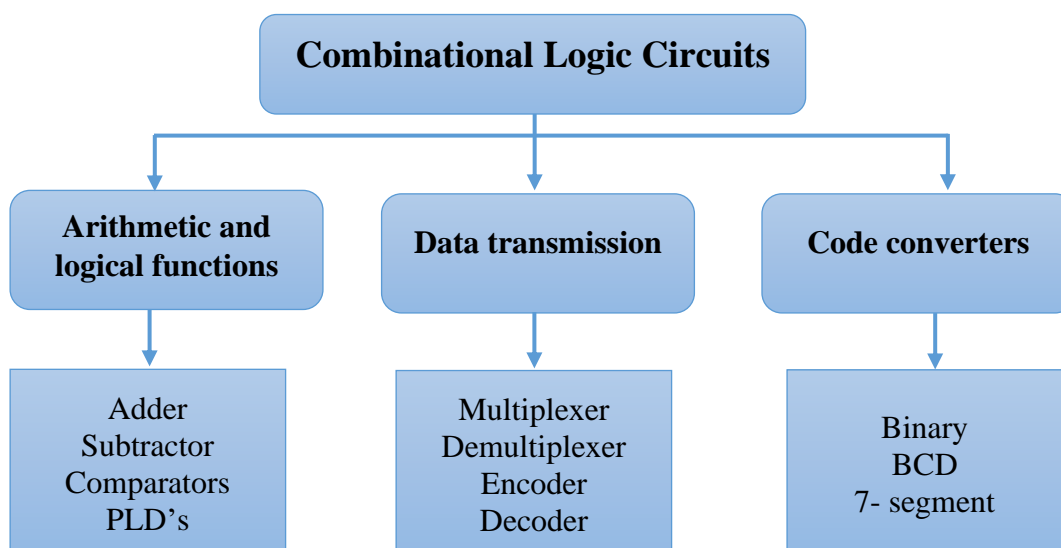 Combinational Logic Circuits
Arithmetic and
logical functions
Data transmission
Code converters
Adder
Subtractor
Comparators
PLD’s
Multiplexer
Demultiplexer
Encoder
Decoder
Binary
BCD
7- segment